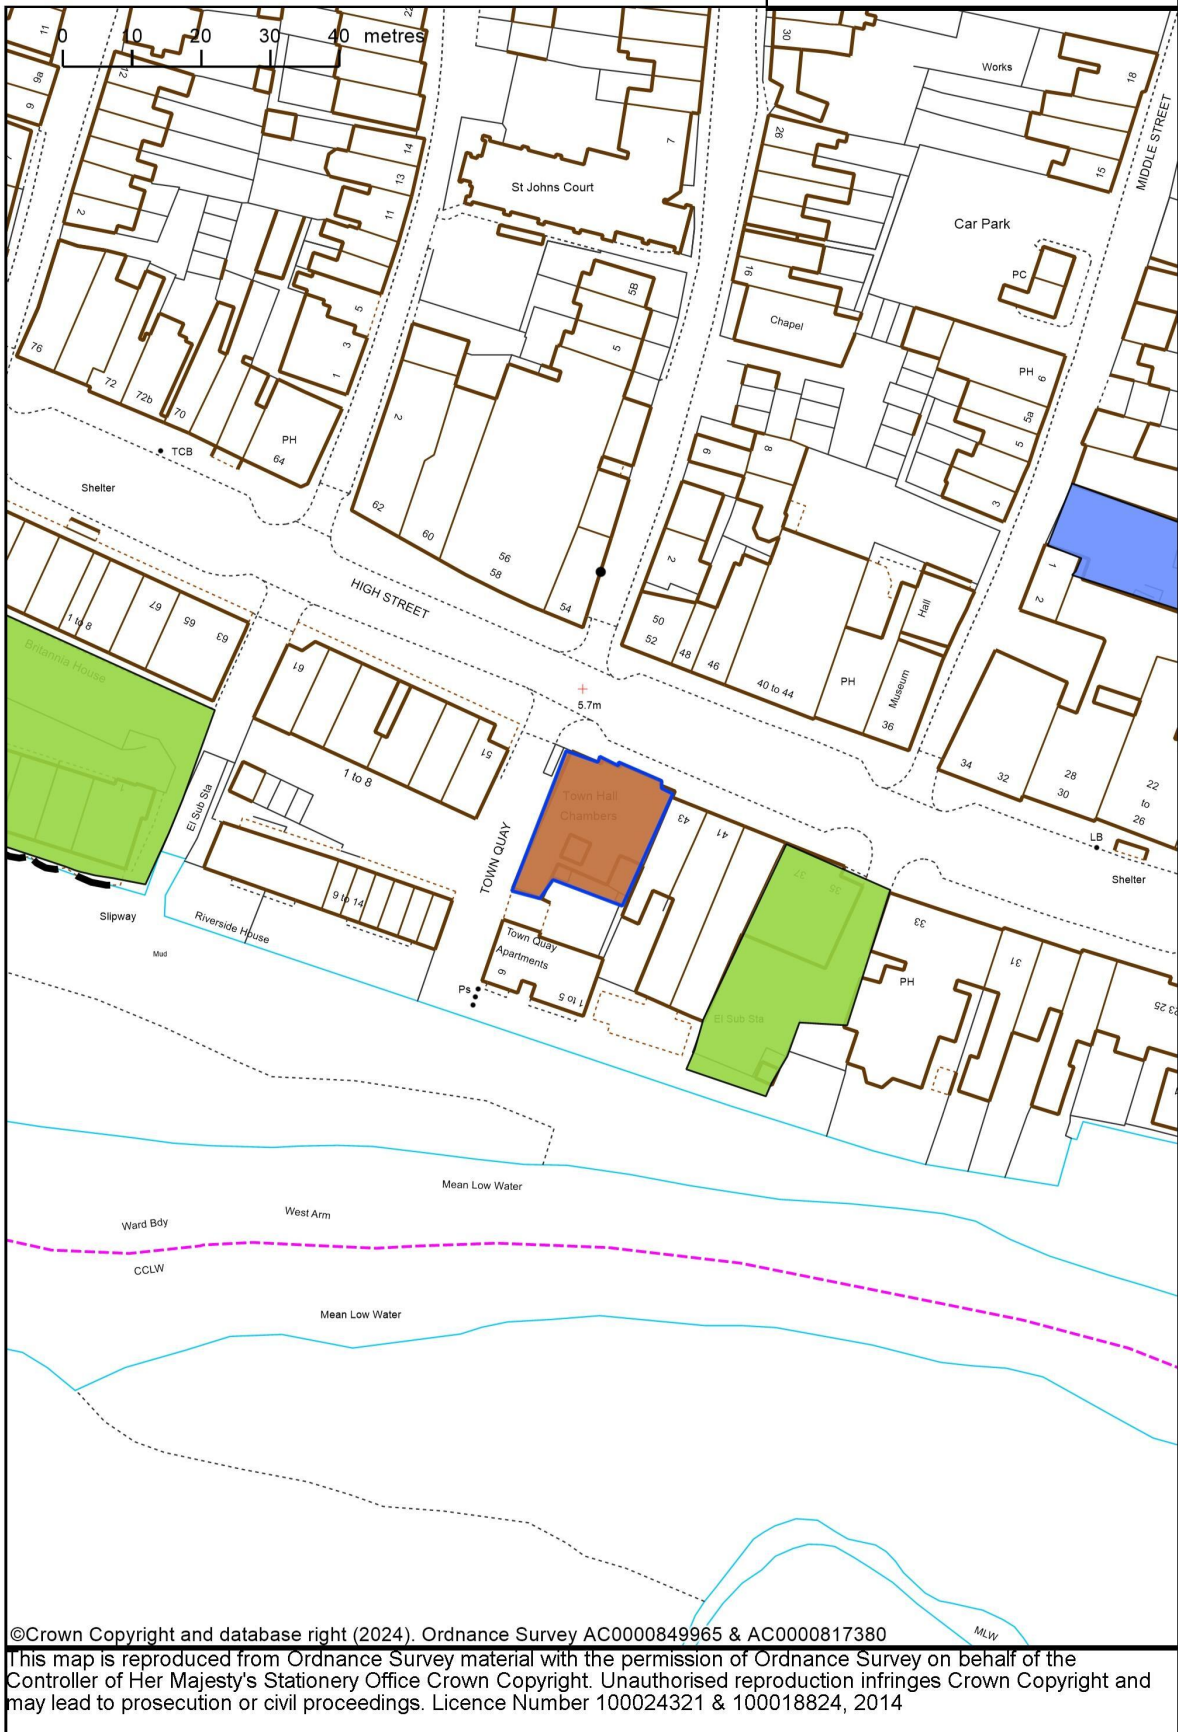 0 10 20 30 40 metres
11
22
30
Works
18
9a
9
12
MIDDLE STREET
14
7
26
13
15
St Johns Court
2
11
Car Park
16
PC
5B
5
Chapel
3
5
76
1
PH 6
72
72b
70
2
5a
PH
64
5
TCB
6
8
Shelter
3
62
60
56
58
2
1
HIGH STREET
54
2
Hall
1 to 8
67
65
63
50
52
48
46
Britannia House
61
40 to 44
PH
Museum
36
5.7m
51
1 to 8
34
32
28
30
22
to
26
Town Hall
Chambers
El Sub Sta
43
41
LB
TOWN QUAY
37
35
Shelter
9 to 14
Slipway
Riverside House
33
Town Quay
Apartments
Mud
31
6
PH
Ps
1 to 5
23 25
El Sub Sta
Mean Low Water
West Arm
Ward Bdy
CCLW
Mean Low Water
MLW
©Crown Copyright and database right (2024). Ordnance Survey AC0000849965 & AC0000817380
This map is reproduced from Ordnance Survey material with the permission of Ordnance Survey on behalf of the
Controller of Her Majesty's Stationery Office Crown Copyright. Unauthorised reproduction infringes Crown Copyright and
may lead to prosecution or civil proceedings. Licence Number 100024321 & 100018824, 2014